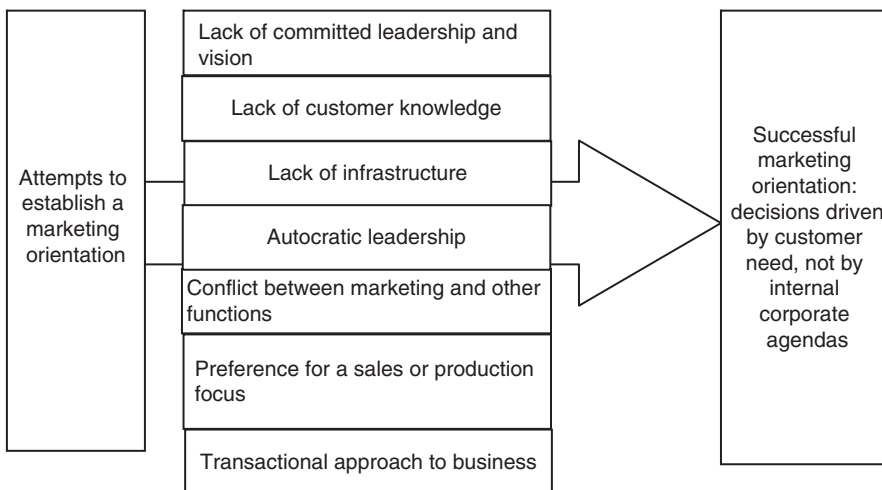 Attempts to
establish a
marketing
orientation
Lack of committed leadership and
vision
Lack of customer knowledge
Lack of infrastructure
Autocratic leadership
Conflict between marketing and other
functions
Preference for a sales or production
focus
Transactional approach to business
Successful
marketing
orientation:
decisions driven
by customer
need, not by
internal
corporate
agendas